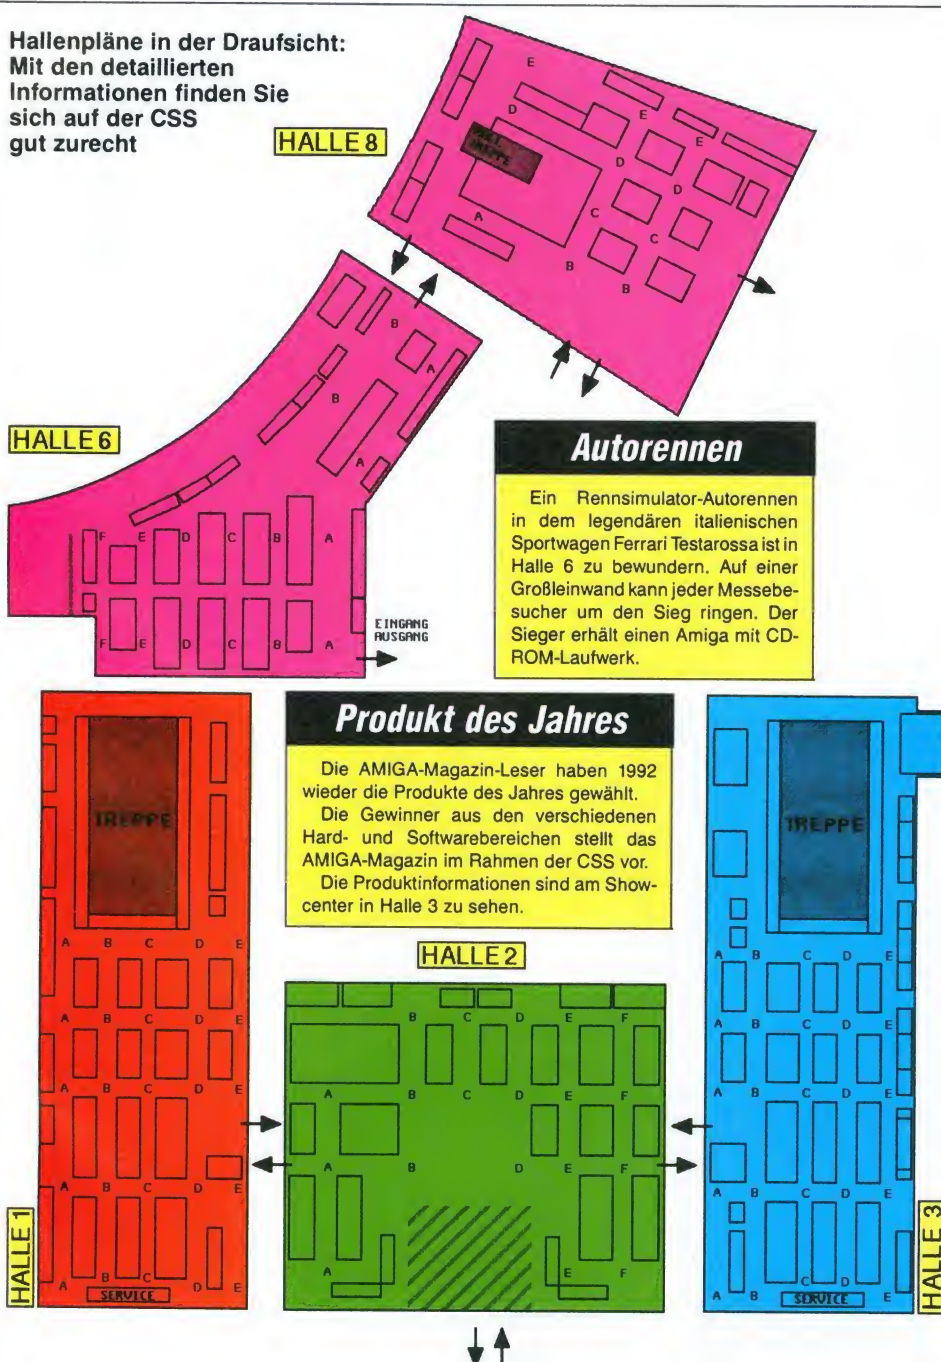 Hallenpläne in der Draufsicht:
Mit den detaillierten
Informationen finden Sie
sich auf der CSS
gut zurecht
HALLE 8
E
D
E
E
D
D
TREPPE
A
C
C
B
B
HALLE 6
B
A
B
A
F E D C B A
F E D C B A
EINGANG
AUSGANG
Autorennen
Ein Rennsimulator-Autorennen
in dem legendären italienischen
Sportwagen Ferrari Testarossa ist in
Halle 6 zu bewundern. Auf einer
Großleinwand kann jeder Messebe-
sucher um den Sieg ringen. Der
Sieger erhält einen Amiga mit CD-
ROM-Laufwerk.
Produkt des Jahres
Die AMIGA-Magazin-Leser haben 1992
wieder die Produkte des Jahres gewählt.
Die Gewinner aus den verschiedenen
Hard- und Softwarebereichen stellt das
AMIGA-Magazin im Rahmen der CSS vor.
Die Produktinformationen sind am Show-
center in Halle 3 zu sehen.
TREPPE
A B C D E
A B C D E
A B C D E
A B C D E
A B C D E
SERVICE
HALLE 1
HALLE 2
B C D E F
A B C D E F
A B D E F
A E F
TREPPE
A B C D E
A B C D E
A B C D E
A B C D E
A B C D E
SERVICE
HALLE 3